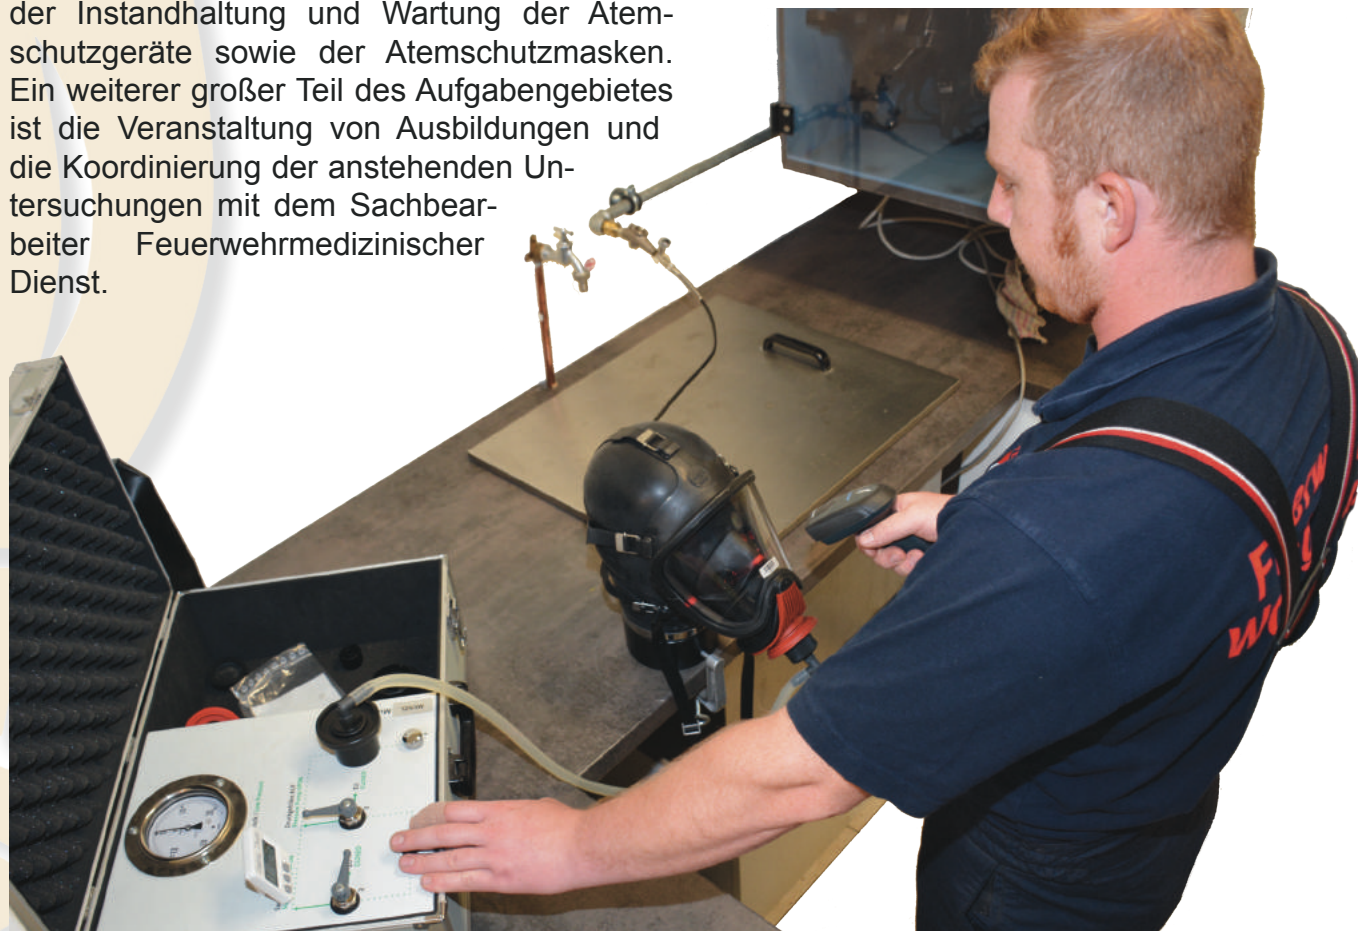 der Instandhaltung und Wartung der Atem-
schutzgeräte sowie der Atemschutzmasken.
Ein weiterer großer Teil des Aufgabengebietes
ist die Veranstaltung von Ausbildungen und
die Koordinierung der anstehenden Un-
tersuchungen mit dem Sachbear-
beiter Feuerwehrmedizinischer
Dienst.